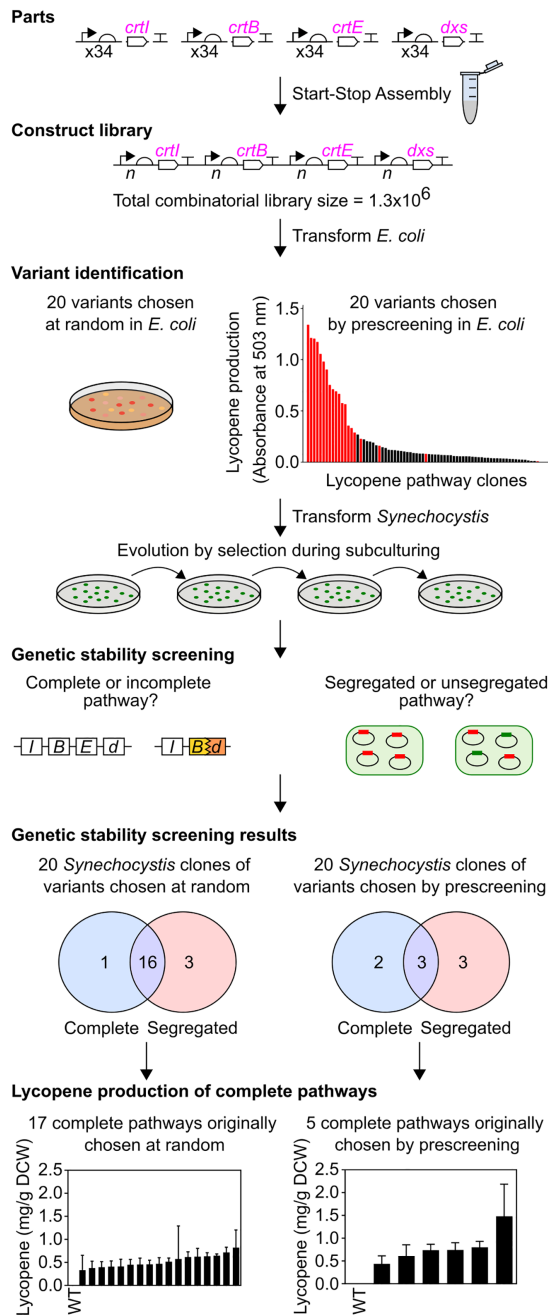 Parts
crtI crtB crtE dxs
x34 x34 x34 x34
Start-Stop Assembly
Construct library
crtI crtB crtE dxs
n n n n
Total combinatorial library size = 1.3x10⁶
Transform E. coli
Variant identification
20 variants chosen
at random in E. coli
20 variants chosen
by prescreening in E. coli
Lycopene production
(Absorbance at 503 nm)
1.5
1.0
0.5
0.0
Lycopene pathway clones
Transform Synechocystis
Evolution by selection during subculturing
Genetic stability screening
Complete or incomplete
pathway?
Segregated or unsegregated
pathway?
I B E d I B d
Genetic stability screening results
20 Synechocystis clones of
variants chosen at random
20 Synechocystis clones of
variants chosen by prescreening
1 16 3
2 3 3
Complete Segregated
Complete Segregated
Lycopene production of complete pathways
17 complete pathways originally
chosen at random
5 complete pathways originally
chosen by prescreening
Lycopene (mg/g DCW)
2.5
2.0
1.5
1.0
0.5
0.0
WT
Lycopene (mg/g DCW)
2.5
2.0
1.5
1.0
0.5
0.0
WT